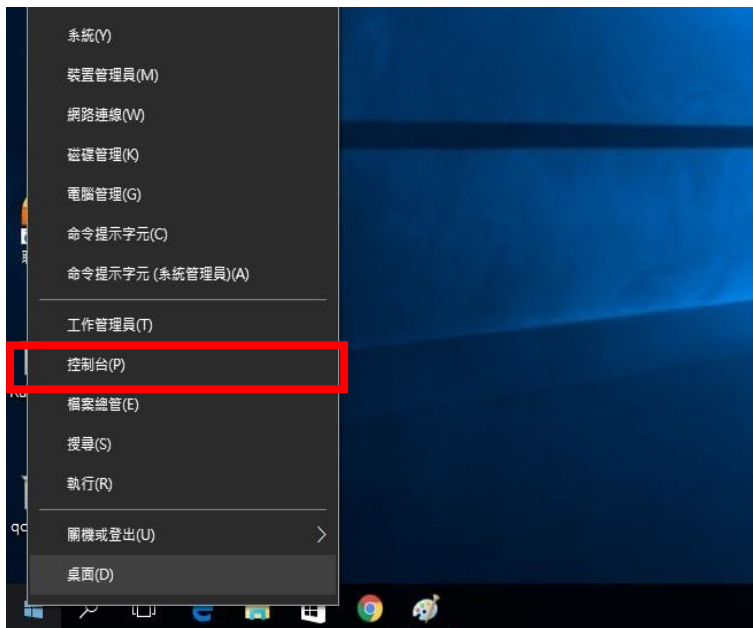 系統(Y)
裝置管理員(M)
網路連線(W)
磁碟管理(K)
電腦管理(G)
命令提示字元(C)
命令提示字元 (系統管理員)(A)
工作管理員(T)
控制台(P)
檔案總管(E)
搜尋(S)
執行(R)
關機或登出(U)
桌面(D)